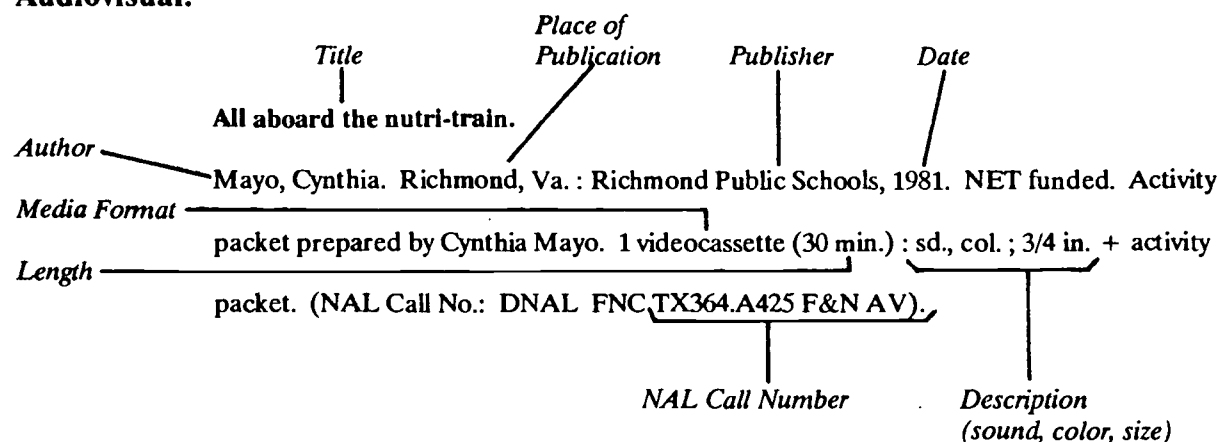 Audiovisual:
Place of
Title Publication Publisher Date
All aboard the nutri-train.
Author
Mayo, Cynthia. Richmond, Va. : Richmond Public Schools, 1981. NET funded. Activity
Media Format
packet prepared by Cynthia Mayo. 1 videocassette (30 min.) : sd., col. ; 3/4 in. + activity
Length
packet. (NAL Call No.: DNAL FNC TX364.A425 F&N AV).
NAL Call Number Description
(sound, color, size)